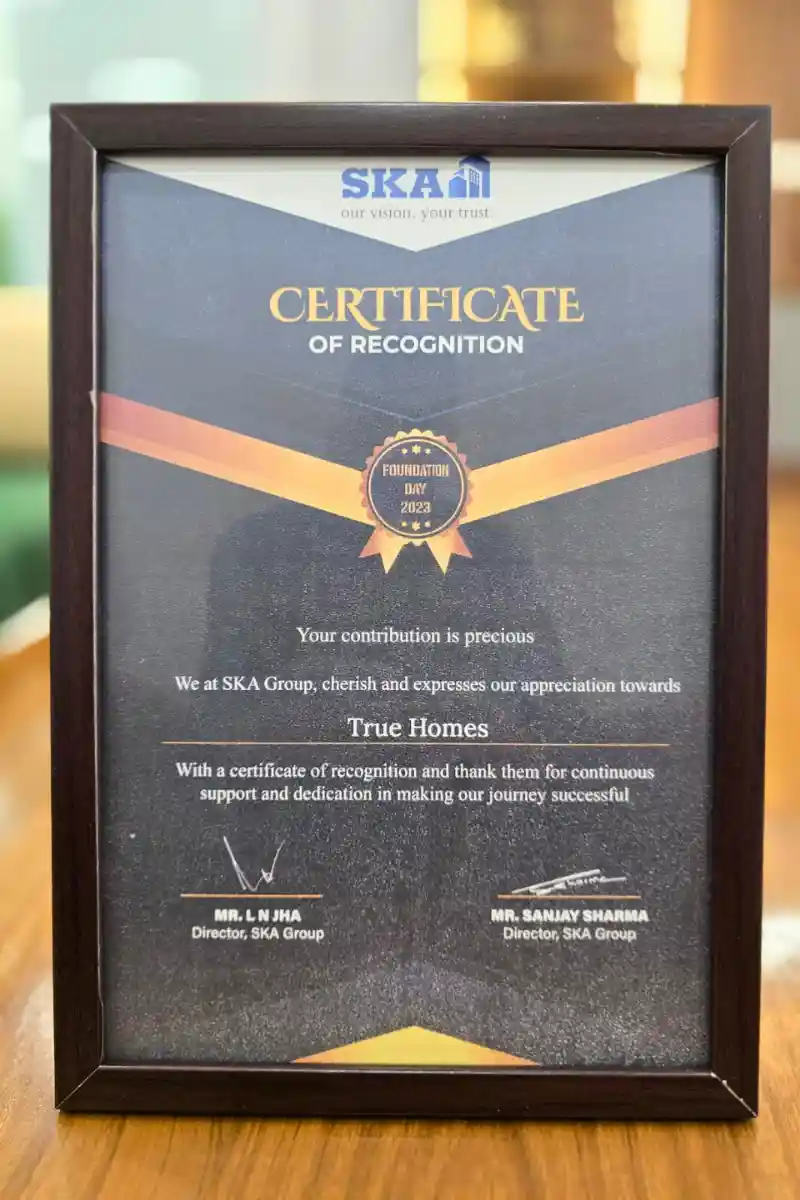 SKA
our vision. your trust
CERTIFICATE
OF RECOGNITION
FOUNDATION
DAY
2023
Your contribution is precious
We at SKA Group, cherish and expresses our appreciation towards
True Homes
With a certificate of recognition and thank them for continuous
support and dedication in making our journey successful
MR. L N JHA
Director, SKA Group
MR. SANJAY SHARMA
Director, SKA Group